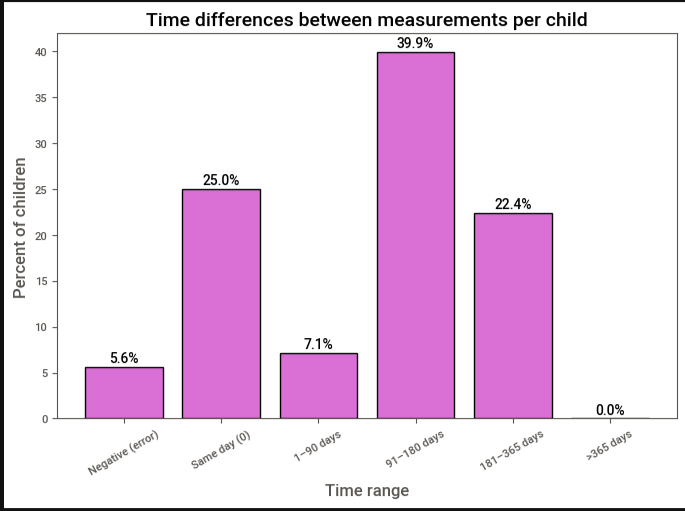 Time differences between measurements per child
Percent of children
40
35
30
25
20
15
10
5
0
5.6%
25.0%
7.1%
39.9%
22.4%
0.0%
Negative (error)
Same day (0)
1–90 days
91–180 days
181–365 days
>365 days
Time range